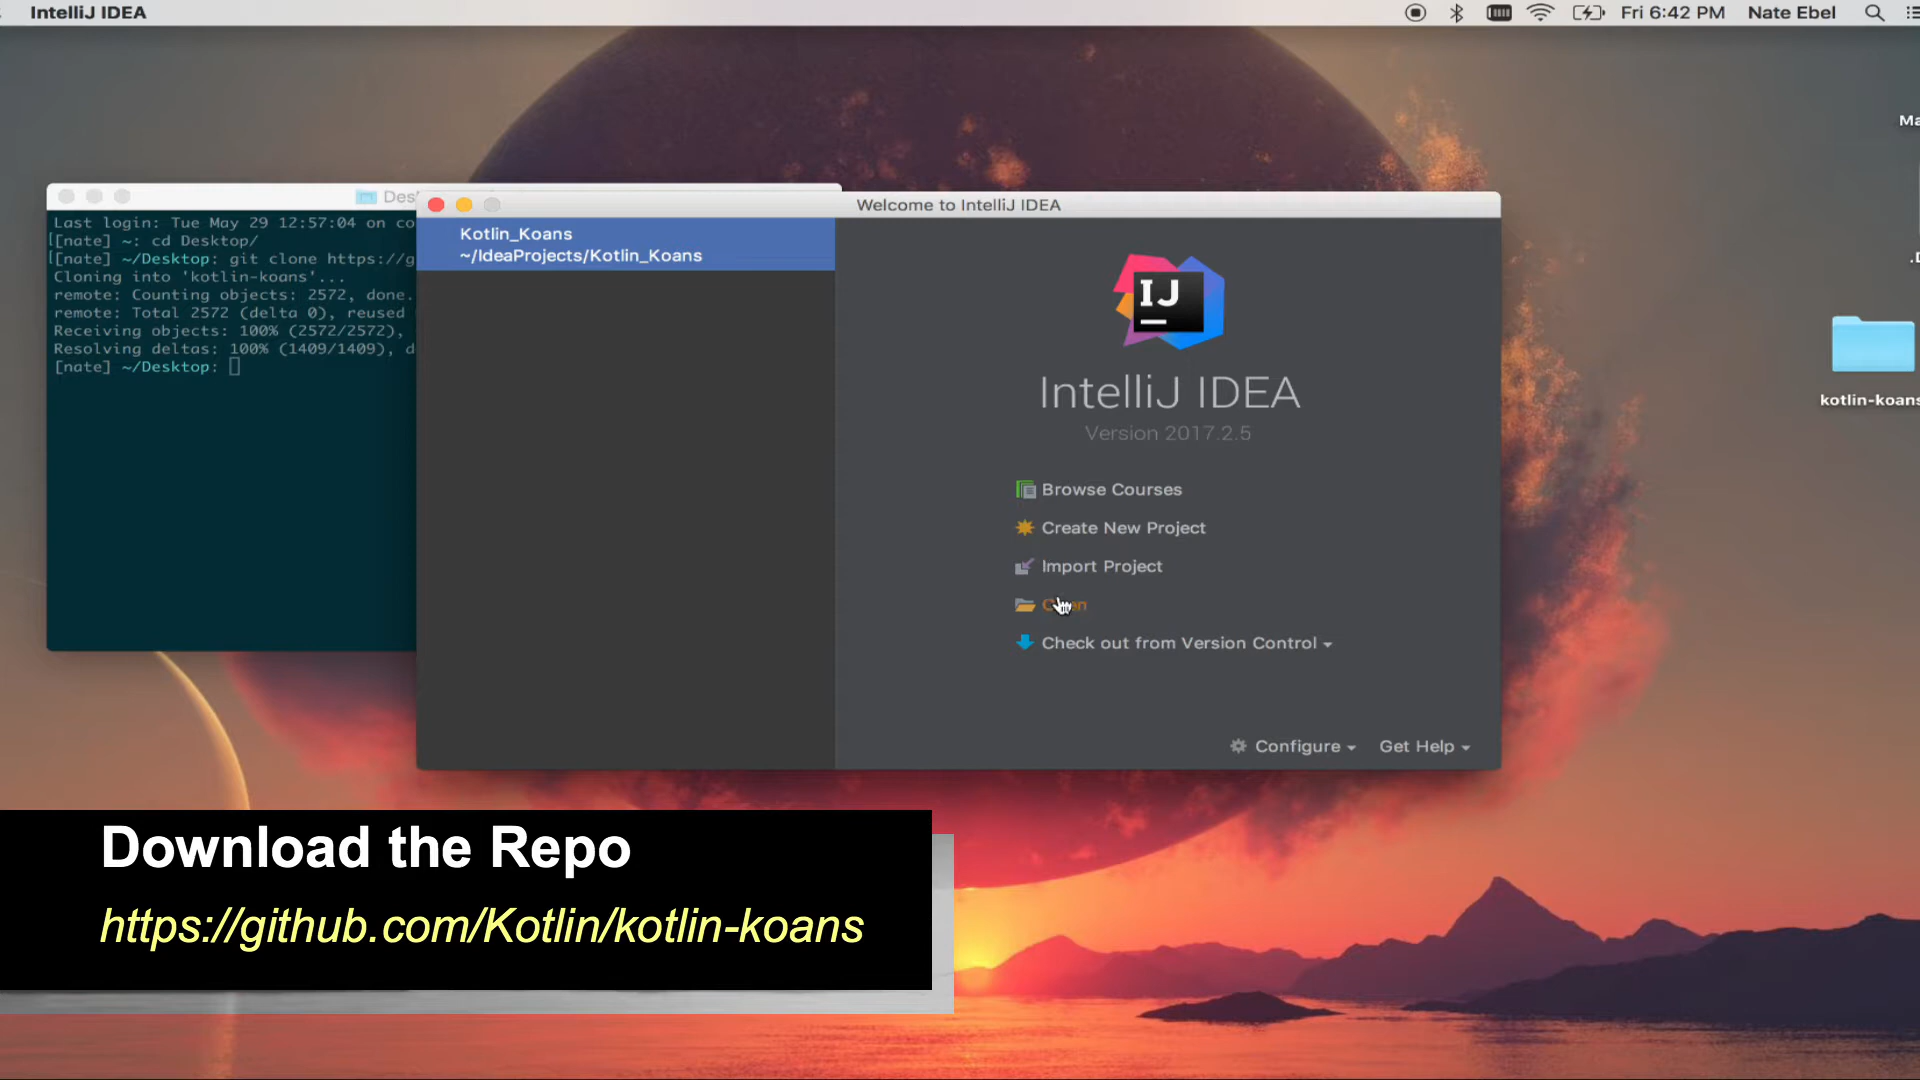 IntelliJ IDEA
Fri 6:42 PM Nate Ebel
Last login: Tue May 29 12:57:04 on
[[nate] ~: cd Desktop/
[[nate] ~/Desktop: git clone
Cloning into 'kotlin-koans'...
remote: Counting objects: 2572, done.
remote: Total 2572 (delta 0), reused
Receiving objects: 100% (2572/2572),
Resolving deltas: 100% (1409/1409),
[nate] ~/Desktop:
Welcome to IntelliJ IDEA
Kotlin_Koans
~/IdeaProjects/Kotlin_Koans
IJ
IntelliJ IDEA
Version 2017.2.5
Browse Courses
Create New Project
Import Project
Check out from Version Control
Configure Get Help
kotlin-koans
Download the Repo
https://github.com/Kotlin/kotlin-koans